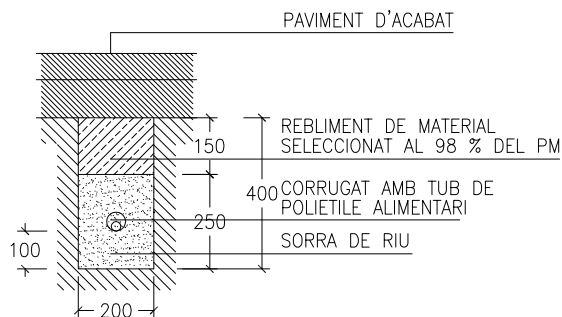 PAVIMENT D'ACABAT
REBLIMENT DE MATERIAL
SELECCIONAT AL 98 % DEL PM
150
400
CORRUGAT AMB TUB DE
POLIETILE ALIMENTARI
250
SORRA DE RIU
100
200